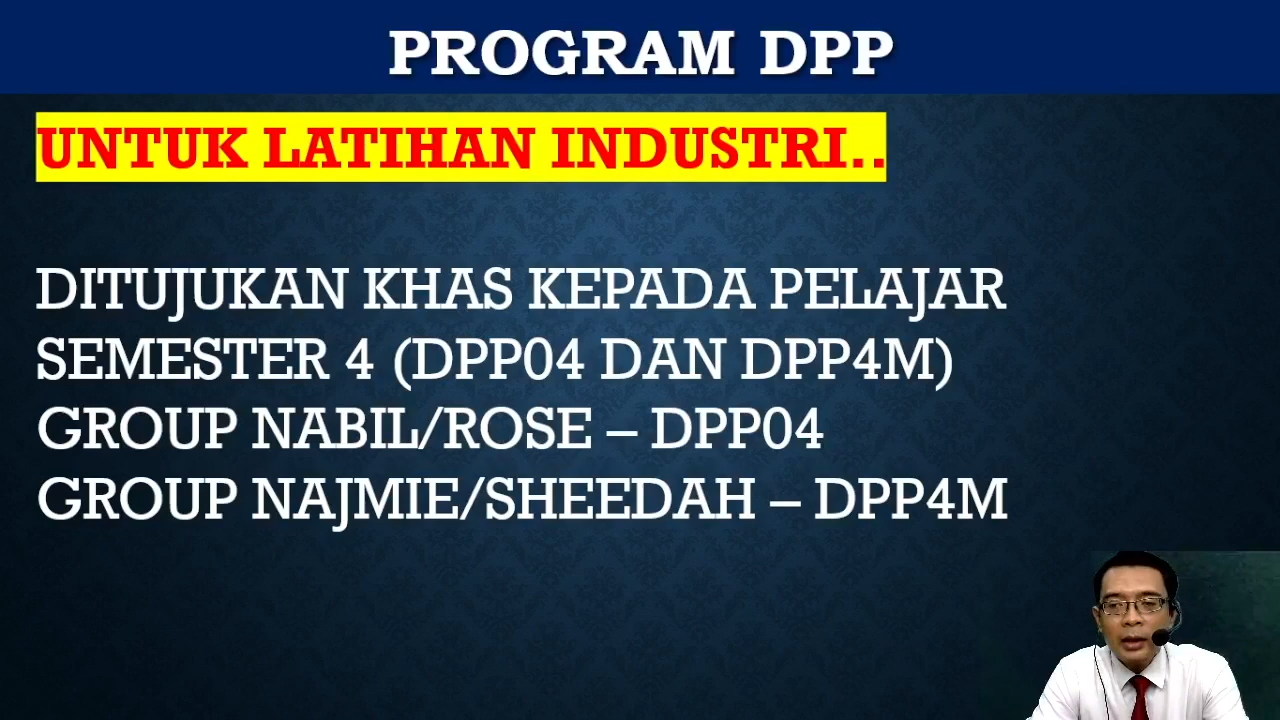 PROGRAM DPP
UNTUK LATIHAN INDUSTRI..
DITUJUKAN KHAS KEPADA PELAJAR
SEMESTER 4 (DPP04 DAN DPP4M)
GROUP NABIL/ROSE – DPP04
GROUP NAJMIE/SHEEDAH – DPP4M